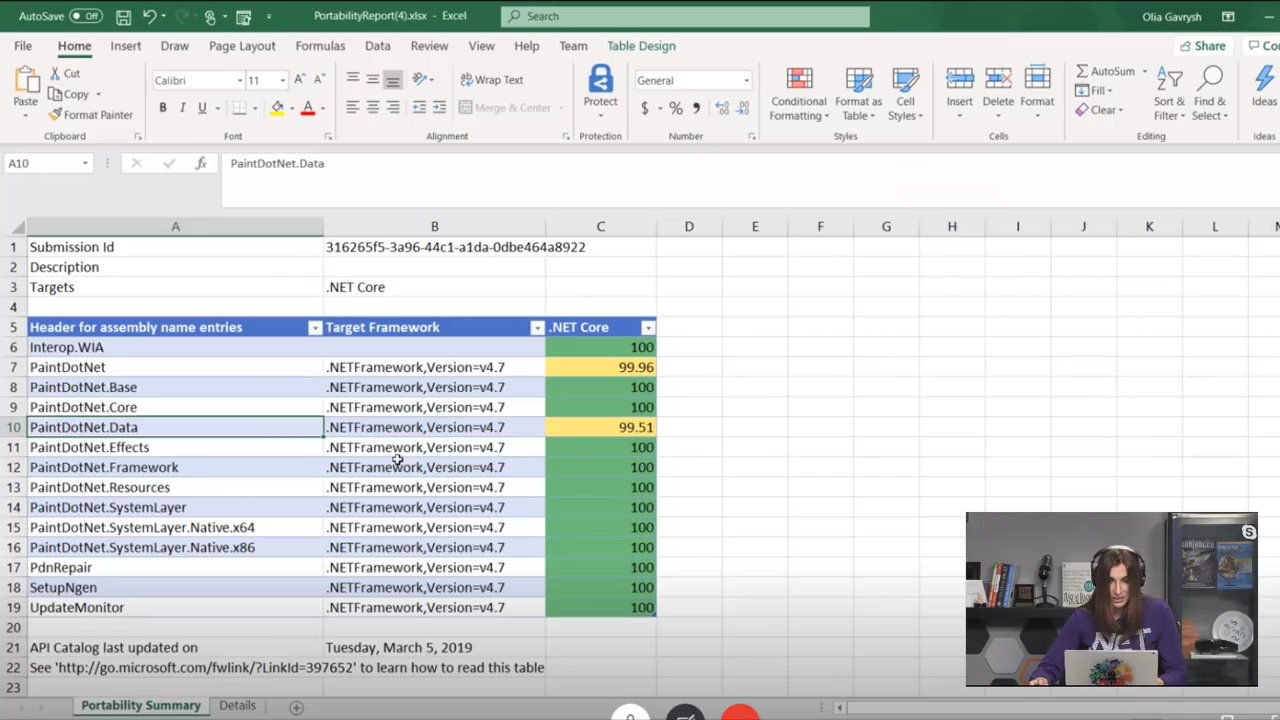 AutoSave Off PortabilityReport(4).xlsx - Excel Search Olia Gavrysh
File Home Insert Draw Page Layout Formulas Data Review View Help Team Table Design Share
Paste Cut Copy Format Painter
Calibri 11
B I U
Wrap Text
Merge & Center
Protect
General
$ %
Conditional Formatting Format as Table Cell Styles
Insert Delete Format
AutoSum
Fill
Clear
Sort & Filter Find & Select Ideas
Clipboard Font Alignment Protection Number Styles Cells Editing Ideas
A10 fx PaintDotNet.Data
A B C D E F G H I J K L
1 Submission Id 316265f5-3a96-44c1-a1da-0dbe464a8922
2 Description
3 Targets .NET Core
4
5 Header for assembly name entries Target Framework .NET Core
6 Interop.WIA 100
7 PaintDotNet .NETFramework,Version=v4.7 99.96
8 PaintDotNet.Base .NETFramework,Version=v4.7 100
9 PaintDotNet.Core .NETFramework,Version=v4.7 100
10 PaintDotNet.Data .NETFramework,Version=v4.7 99.51
11 PaintDotNet.Effects .NETFramework,Version=v4.7 100
12 PaintDotNet.Framework .NETFramework,Version=v4.7 100
13 PaintDotNet.Resources .NETFramework,Version=v4.7 100
14 PaintDotNet.SystemLayer .NETFramework,Version=v4.7 100
15 PaintDotNet.SystemLayer.Native.x64 .NETFramework,Version=v4.7 100
16 PaintDotNet.SystemLayer.Native.x86 .NETFramework,Version=v4.7 100
17 PdnRepair .NETFramework,Version=v4.7 100
18 SetupNgen .NETFramework,Version=v4.7 100
19 UpdateMonitor .NETFramework,Version=v4.7 100
20
21 API Catalog last updated on Tuesday, March 5, 2019
22 See 'http://go.microsoft.com/fwlink/?LinkId=397652' to learn how to read this table
23
Portability Summary Details